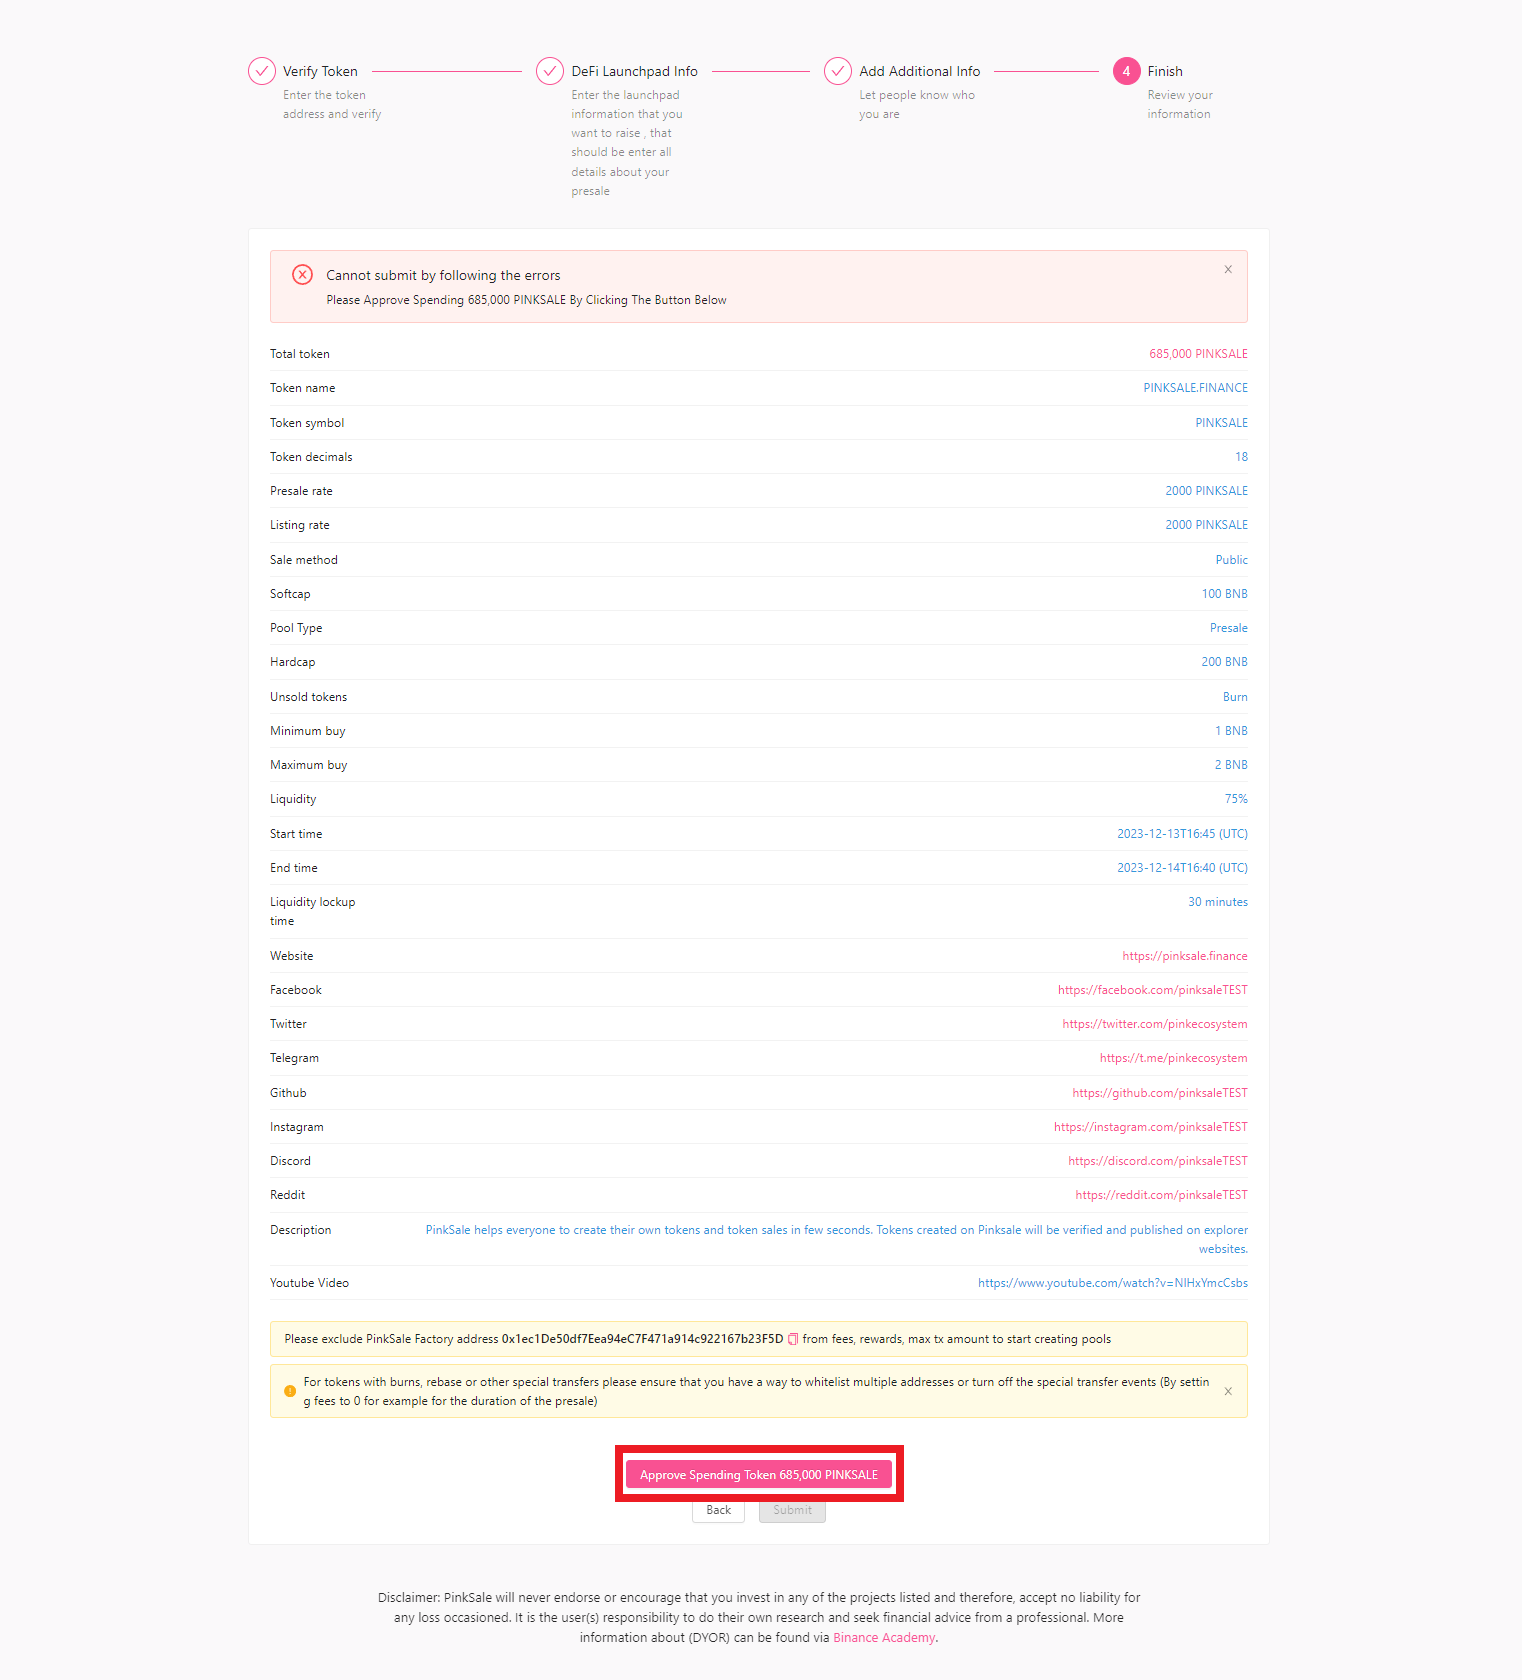 Verify Token
Enter the token
address and verify
DeFi Launchpad Info
Enter the launchpad
information that you
want to raise , that
should be enter all
details about your
presale
Add Additional Info
Let people know who
you are
4 Finish
Review your
information
Cannot submit by following the errors
Please Approve Spending 685,000 PINKSALE By Clicking The Button Below
Total token 685,000 PINKSALE
Token name PINKSALE.FINANCE
Token symbol PINKSALE
Token decimals 18
Presale rate 2000 PINKSALE
Listing rate 2000 PINKSALE
Sale method Public
Softcap 100 BNB
Pool Type Presale
Hardcap 200 BNB
Unsold tokens Burn
Minimum buy 1 BNB
Maximum buy 2 BNB
Liquidity 75%
Start time 2023-12-13T16:45 (UTC)
End time 2023-12-14T16:40 (UTC)
Liquidity lockup 30 minutes
time
Website https://pinksale.finance
Facebook https://facebook.com/pinksaleTEST
Twitter https://twitter.com/pinkecosystem
Telegram https://t.me/pinkecosystem
Github https://github.com/pinksaleTEST
Instagram https://instagram.com/pinksaleTEST
Discord https://discord.com/pinksaleTEST
Reddit https://reddit.com/pinksaleTEST
Description PinkSale helps everyone to create their own tokens and token sales in few seconds. Tokens created on Pinksale will be verified and published on explorer
websites.
Youtube Video https://www.youtube.com/watch?v=NIHxYmcCsbs
Please exclude PinkSale Factory address 0x1ec1De50df7Eea94eC7F471a914c922167b23F5D from fees, rewards, max tx amount to start creating pools
For tokens with burns, rebase or other special transfers please ensure that you have a way to whitelist multiple addresses or turn off the special transfer events (By settin
g fees to 0 for example for the duration of the presale)
Approve Spending Token 685,000 PINKSALE
Back Submit
Disclaimer: PinkSale will never endorse or encourage that you invest in any of the projects listed and therefore, accept no liability for
any loss occasioned. It is the user(s) responsibility to do their own research and seek financial advice from a professional. More
information about (DYOR) can be found via Binance Academy.